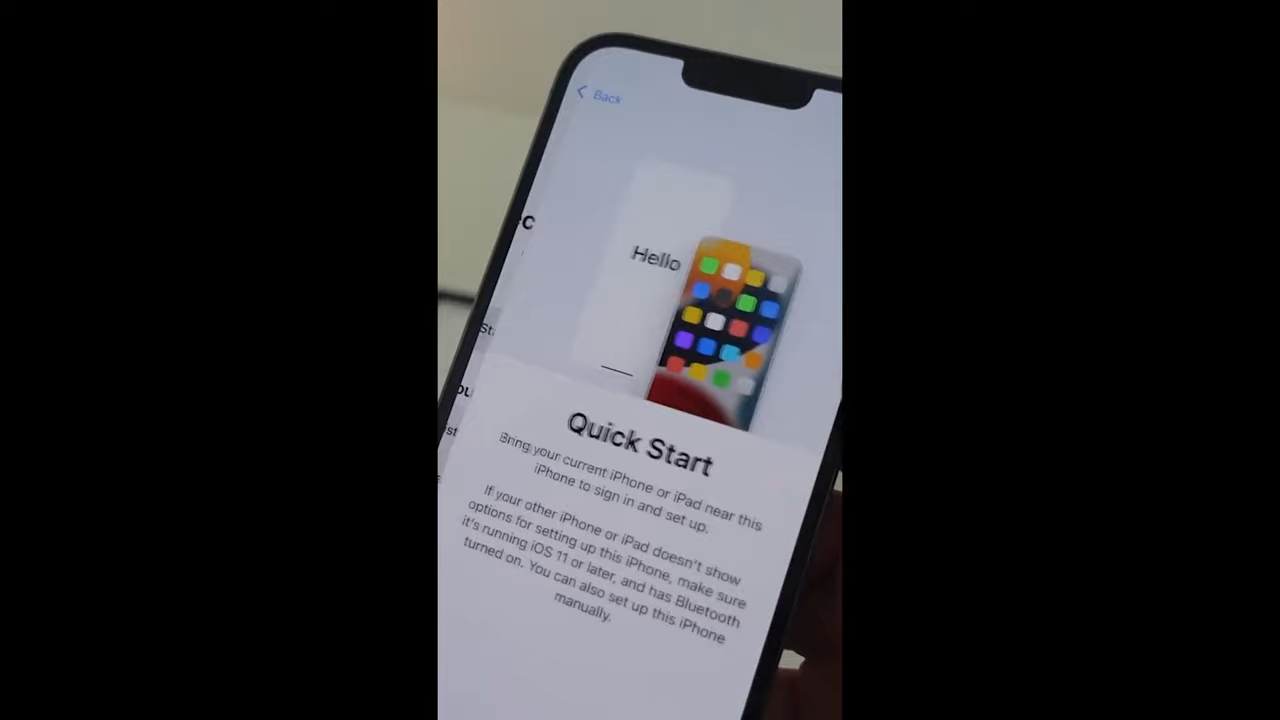 Back
Hello
Quick Start
Bring your current iPhone or iPad near this
iPhone to sign in and set up.
If your other iPhone or iPad doesn't show
options for setting up this iPhone, make sure
it's running iOS 11 or later, and has Bluetooth
turned on. You can also set up this iPhone
manually.